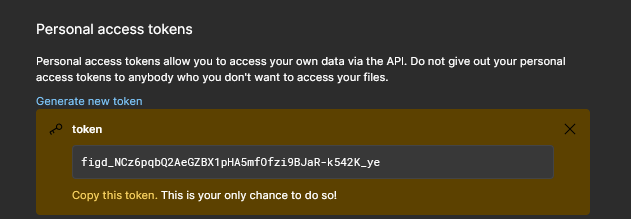 Personal access tokens
Personal access tokens allow you to access your own data via the API. Do not give out your personal
access tokens to anybody who you don't want to access your files.
Generate new token
token
figd_NCz6pqbQ2AeGZBX1pHA5mfOfzi9BJaR-k542K_ye
Copy this token. This is your only chance to do so!